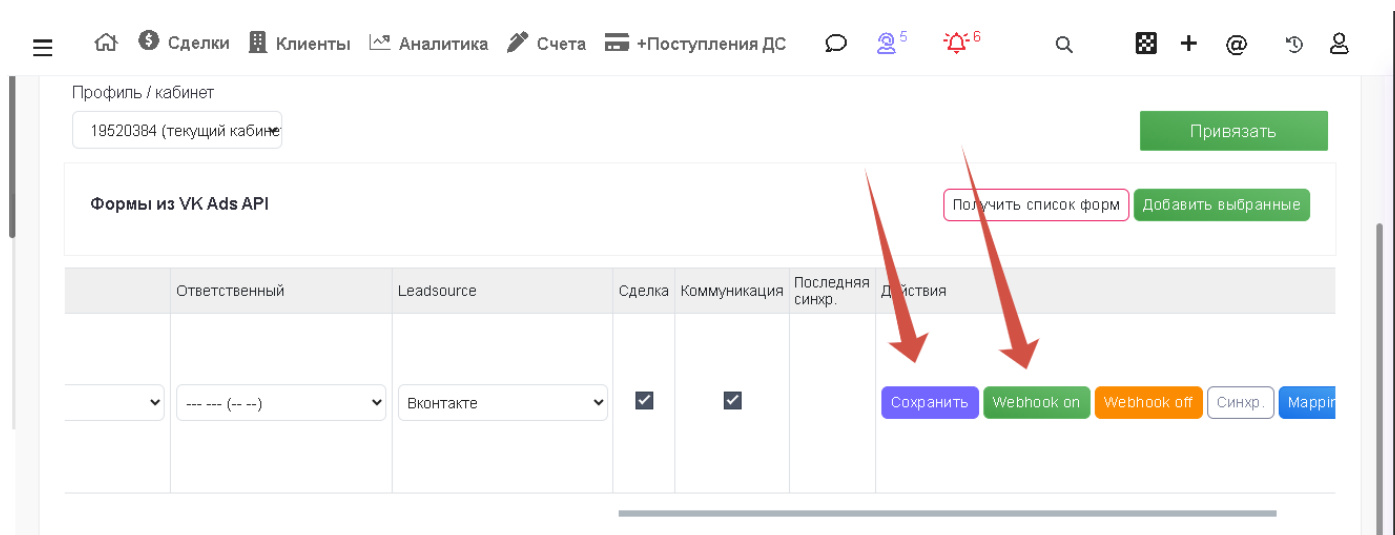 Сделки Клиенты Аналитика Счета +Поступления ДС 5 6
Профиль / кабинет
19520384 (текущий кабинет
Привязать
Формы из VK Ads API
Получить список форм
Добавить выбранные
Ответственный Leadsource Сделка Коммуникация Последняя синхр. Действия
--- --- (-- --) Вконтакте Сохранить Webhook on Webhook off Синхр. Mappin